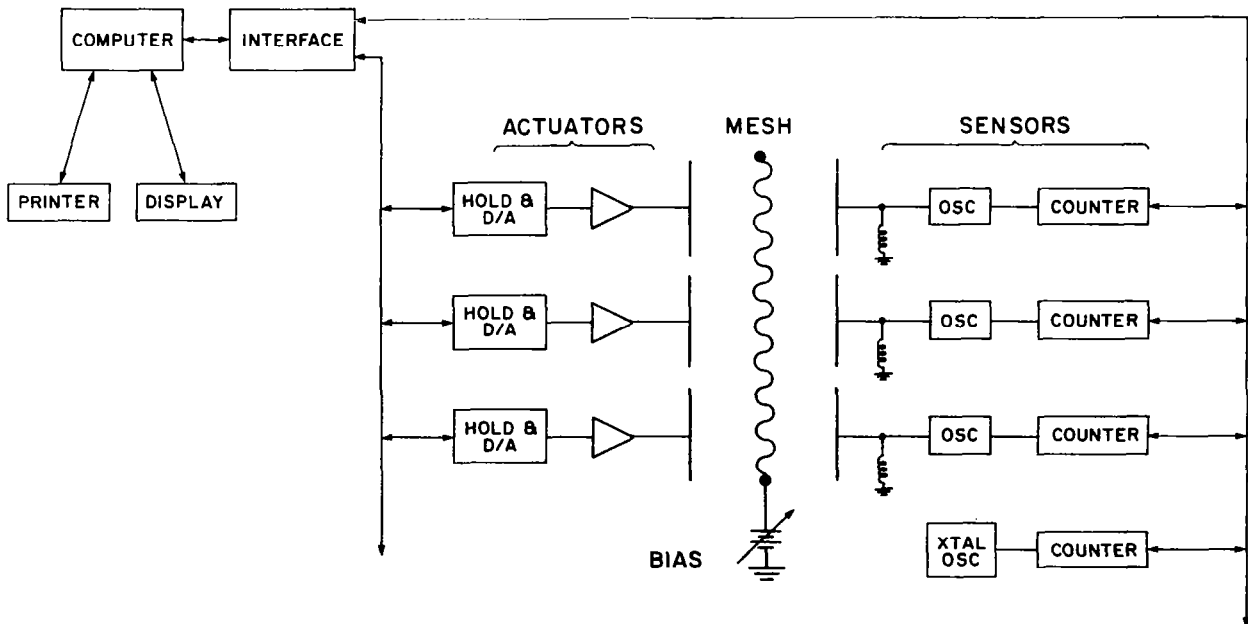 COMPUTER
INTERFACE
PRINTER
DISPLAY
ACTUATORS
MESH
SENSORS
HOLD &
D/A
OSC
COUNTER
HOLD &
D/A
OSC
COUNTER
HOLD &
D/A
OSC
COUNTER
BIAS
XTAL
OSC
COUNTER